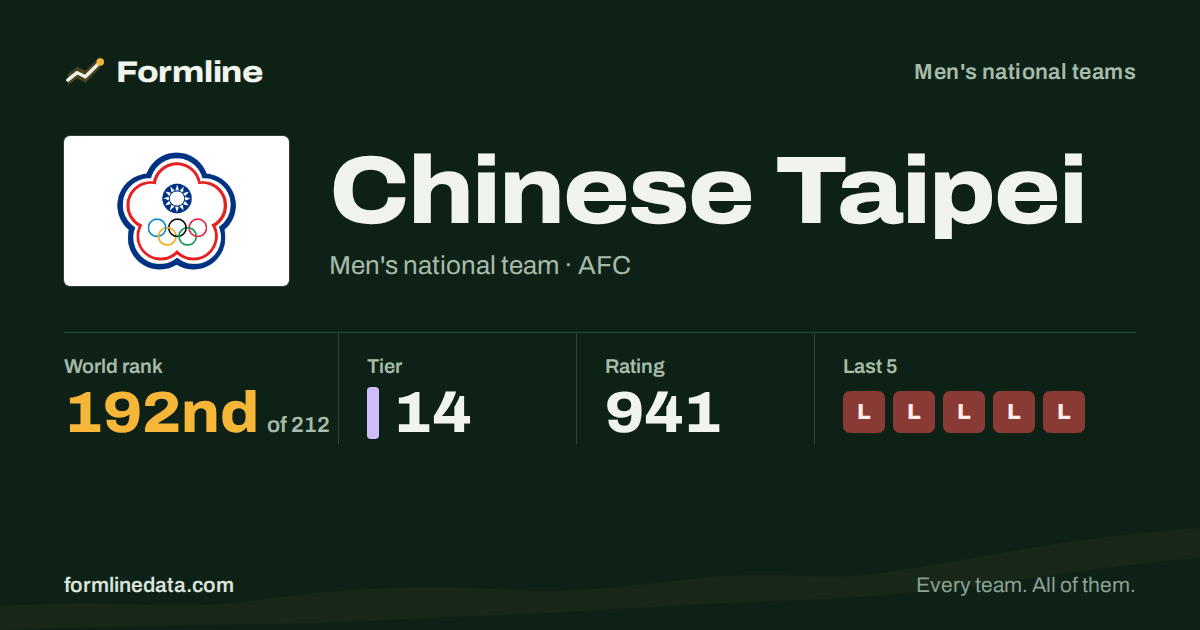 Formline
Men's national teams
Chinese Taipei
Men's national team · AFC
World rank
192nd of 212
Tier
14
Rating
941
Last 5
L L L L L
formlinedata.com
Every team. All of them.